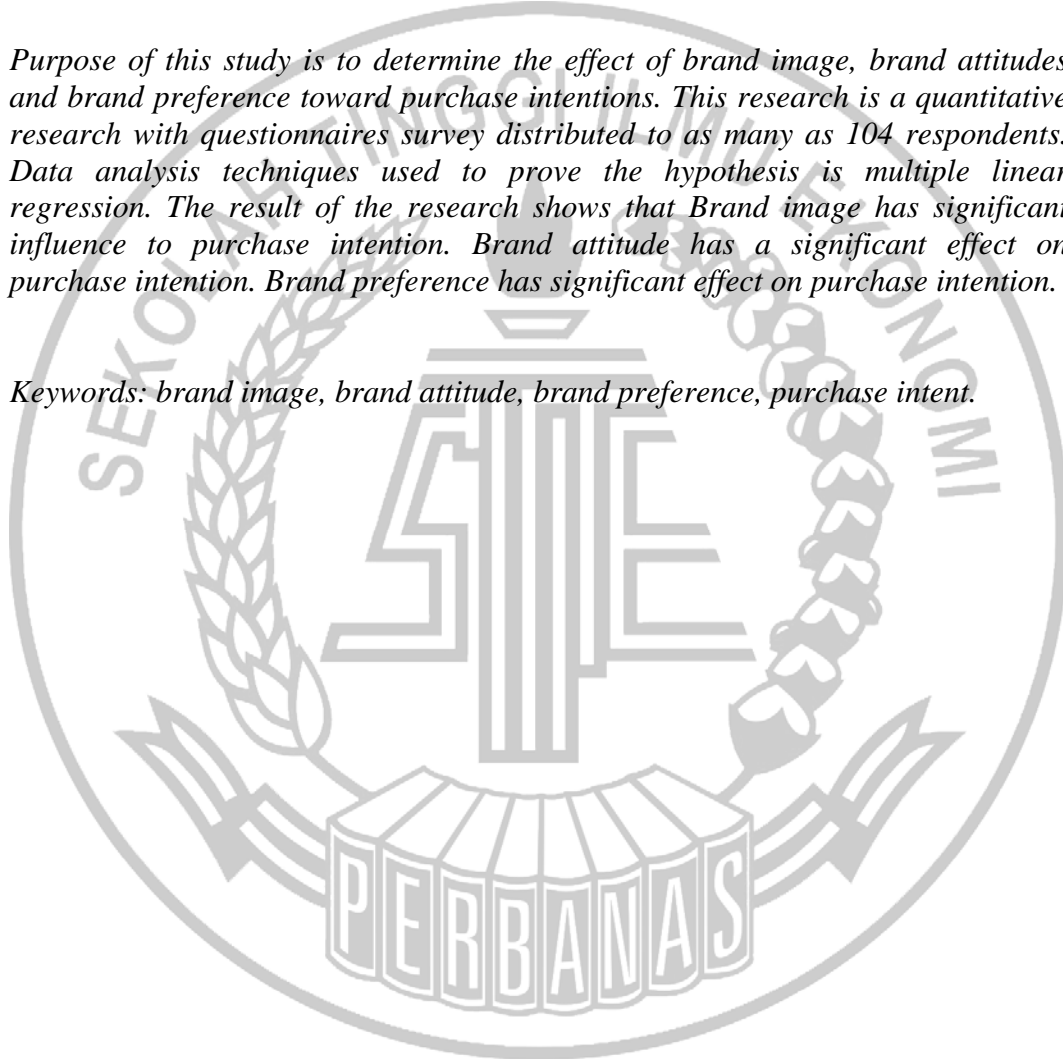 Purpose of this study is to determine the effect of brand image, brand attitudes
and brand preference toward purchase intentions. This research is a quantitative
research with questionnaires survey distributed to as many as 104 respondents.
Data analysis techniques used to prove the hypothesis is multiple linear
regression. The result of the research shows that Brand image has significant
influence to purchase intention. Brand attitude has a significant effect on
purchase intention. Brand preference has significant effect on purchase intention.
Keywords: brand image, brand attitude, brand preference, purchase intent.
SEKOLAH TINGGI ILMU EKONOMI
STIE
PERBANAS